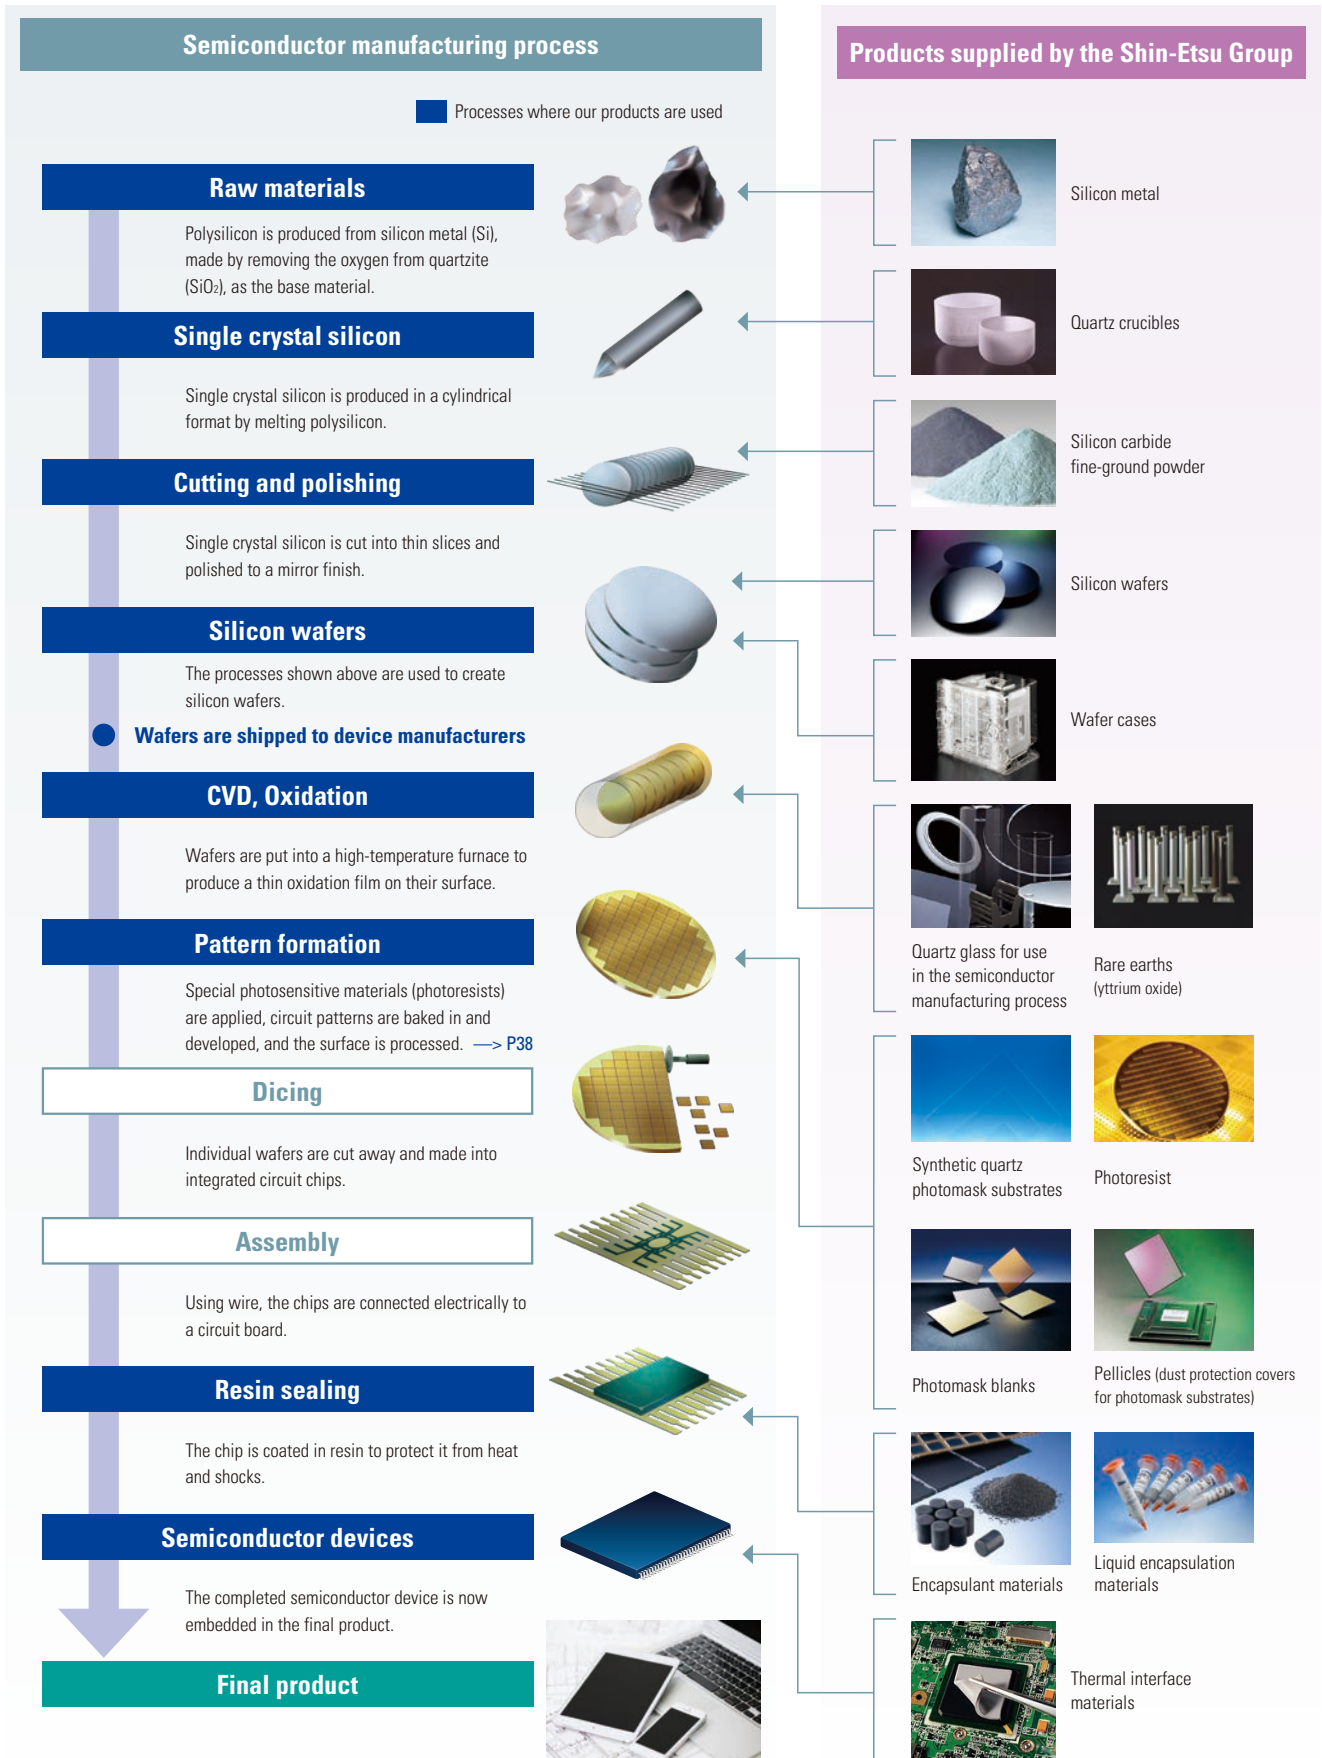 Semiconductor manufacturing process
Processes where our products are used
Raw materials
Polysilicon is produced from silicon metal (Si),
made by removing the oxygen from quartzite
(SiO2), as the base material.
Single crystal silicon
Single crystal silicon is produced in a cylindrical
format by melting polysilicon.
Cutting and polishing
Single crystal silicon is cut into thin slices and
polished to a mirror finish.
Silicon wafers
The processes shown above are used to create
silicon wafers.
Wafers are shipped to device manufacturers
CVD, Oxidation
Wafers are put into a high-temperature furnace to
produce a thin oxidation film on their surface.
Pattern formation
Special photosensitive materials (photoresists)
are applied, circuit patterns are baked in and
developed, and the surface is processed. —> P38
Dicing
Individual wafers are cut away and made into
integrated circuit chips.
Assembly
Using wire, the chips are connected electrically to
a circuit board.
Resin sealing
The chip is coated in resin to protect it from heat
and shocks.
Semiconductor devices
The completed semiconductor device is now
embedded in the final product.
Final product
Products supplied by the Shin-Etsu Group
Silicon metal
Quartz crucibles
Silicon carbide
fine-ground powder
Silicon wafers
Wafer cases
Quartz glass for use
in the semiconductor
manufacturing process
Rare earths
(yttrium oxide)
Synthetic quartz
photomask substrates
Photoresist
Photomask blanks
Pellicles (dust protection covers
for photomask substrates)
Encapsulant materials
Liquid encapsulation
materials
Thermal interface
materials